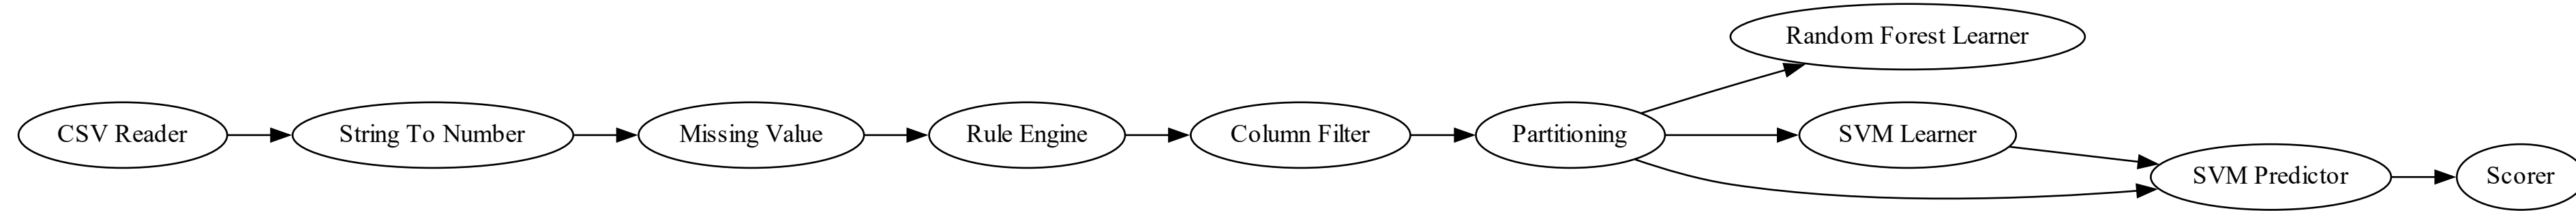 CSV Reader
String To Number
Missing Value
Rule Engine
Column Filter
Partitioning
Random Forest Learner
SVM Learner
SVM Predictor
Scorer